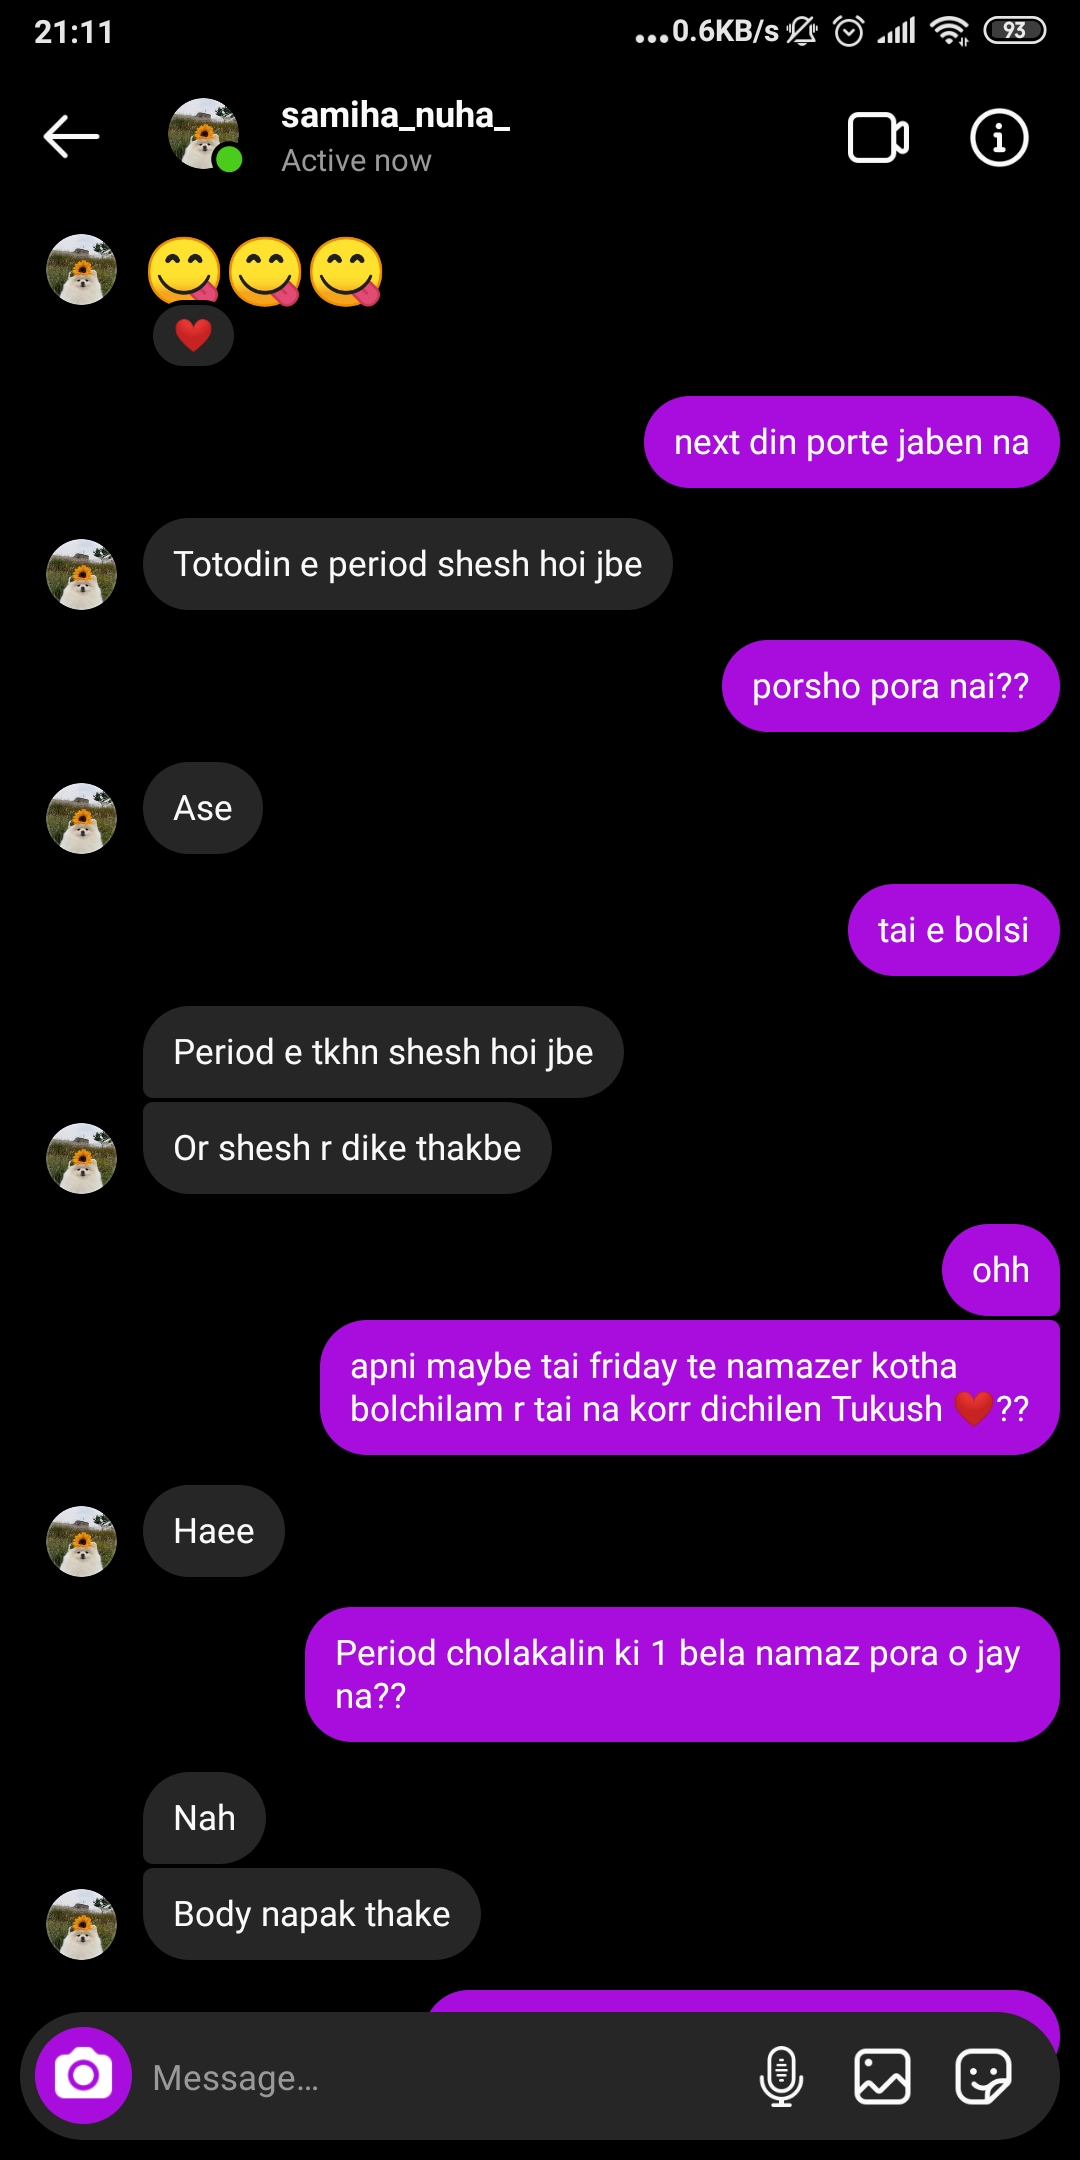 21:11
...0.6KB/s
93
samiha_nuha_
Active now
😋😋😋
❤️
next din porte jaben na
Totodin e period shesh hoi jbe
porsho pora nai??
Ase
tai e bolsi
Period e tkhn shesh hoi jbe
Or shesh r dike thakbe
ohh
apni maybe tai friday te namazer kotha
bolchilam r tai na korr dichilen Tukush ❤️??
Haee
Period cholakalin ki 1 bela namaz pora o jay
na??
Nah
Body napak thake
Message...